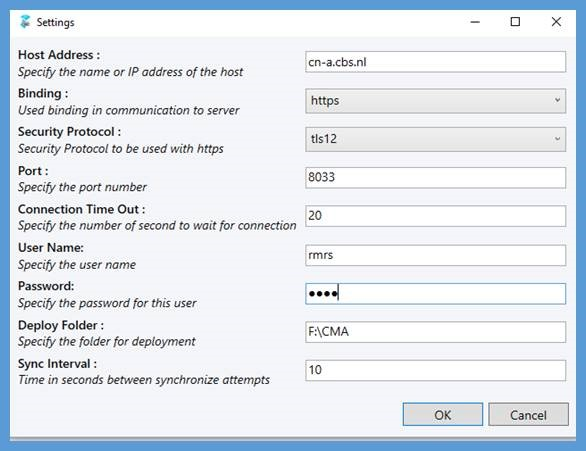 Settings
Host Address :
Specify the name or IP address of the host
cn-a.cbs.nl
Binding :
Used binding in communication to server
https
Security Protocol :
Security Protocol to be used with https
tls12
Port :
Specify the port number
8033
Connection Time Out :
Specify the number of second to wait for connection
20
User Name:
Specify the user name
rmrs
Password:
Specify the password for this user
●●●●
Deploy Folder :
Specify the folder for deployment
F:\CMA
Sync Interval :
Time in seconds between synchronize attempts
10
OK
Cancel